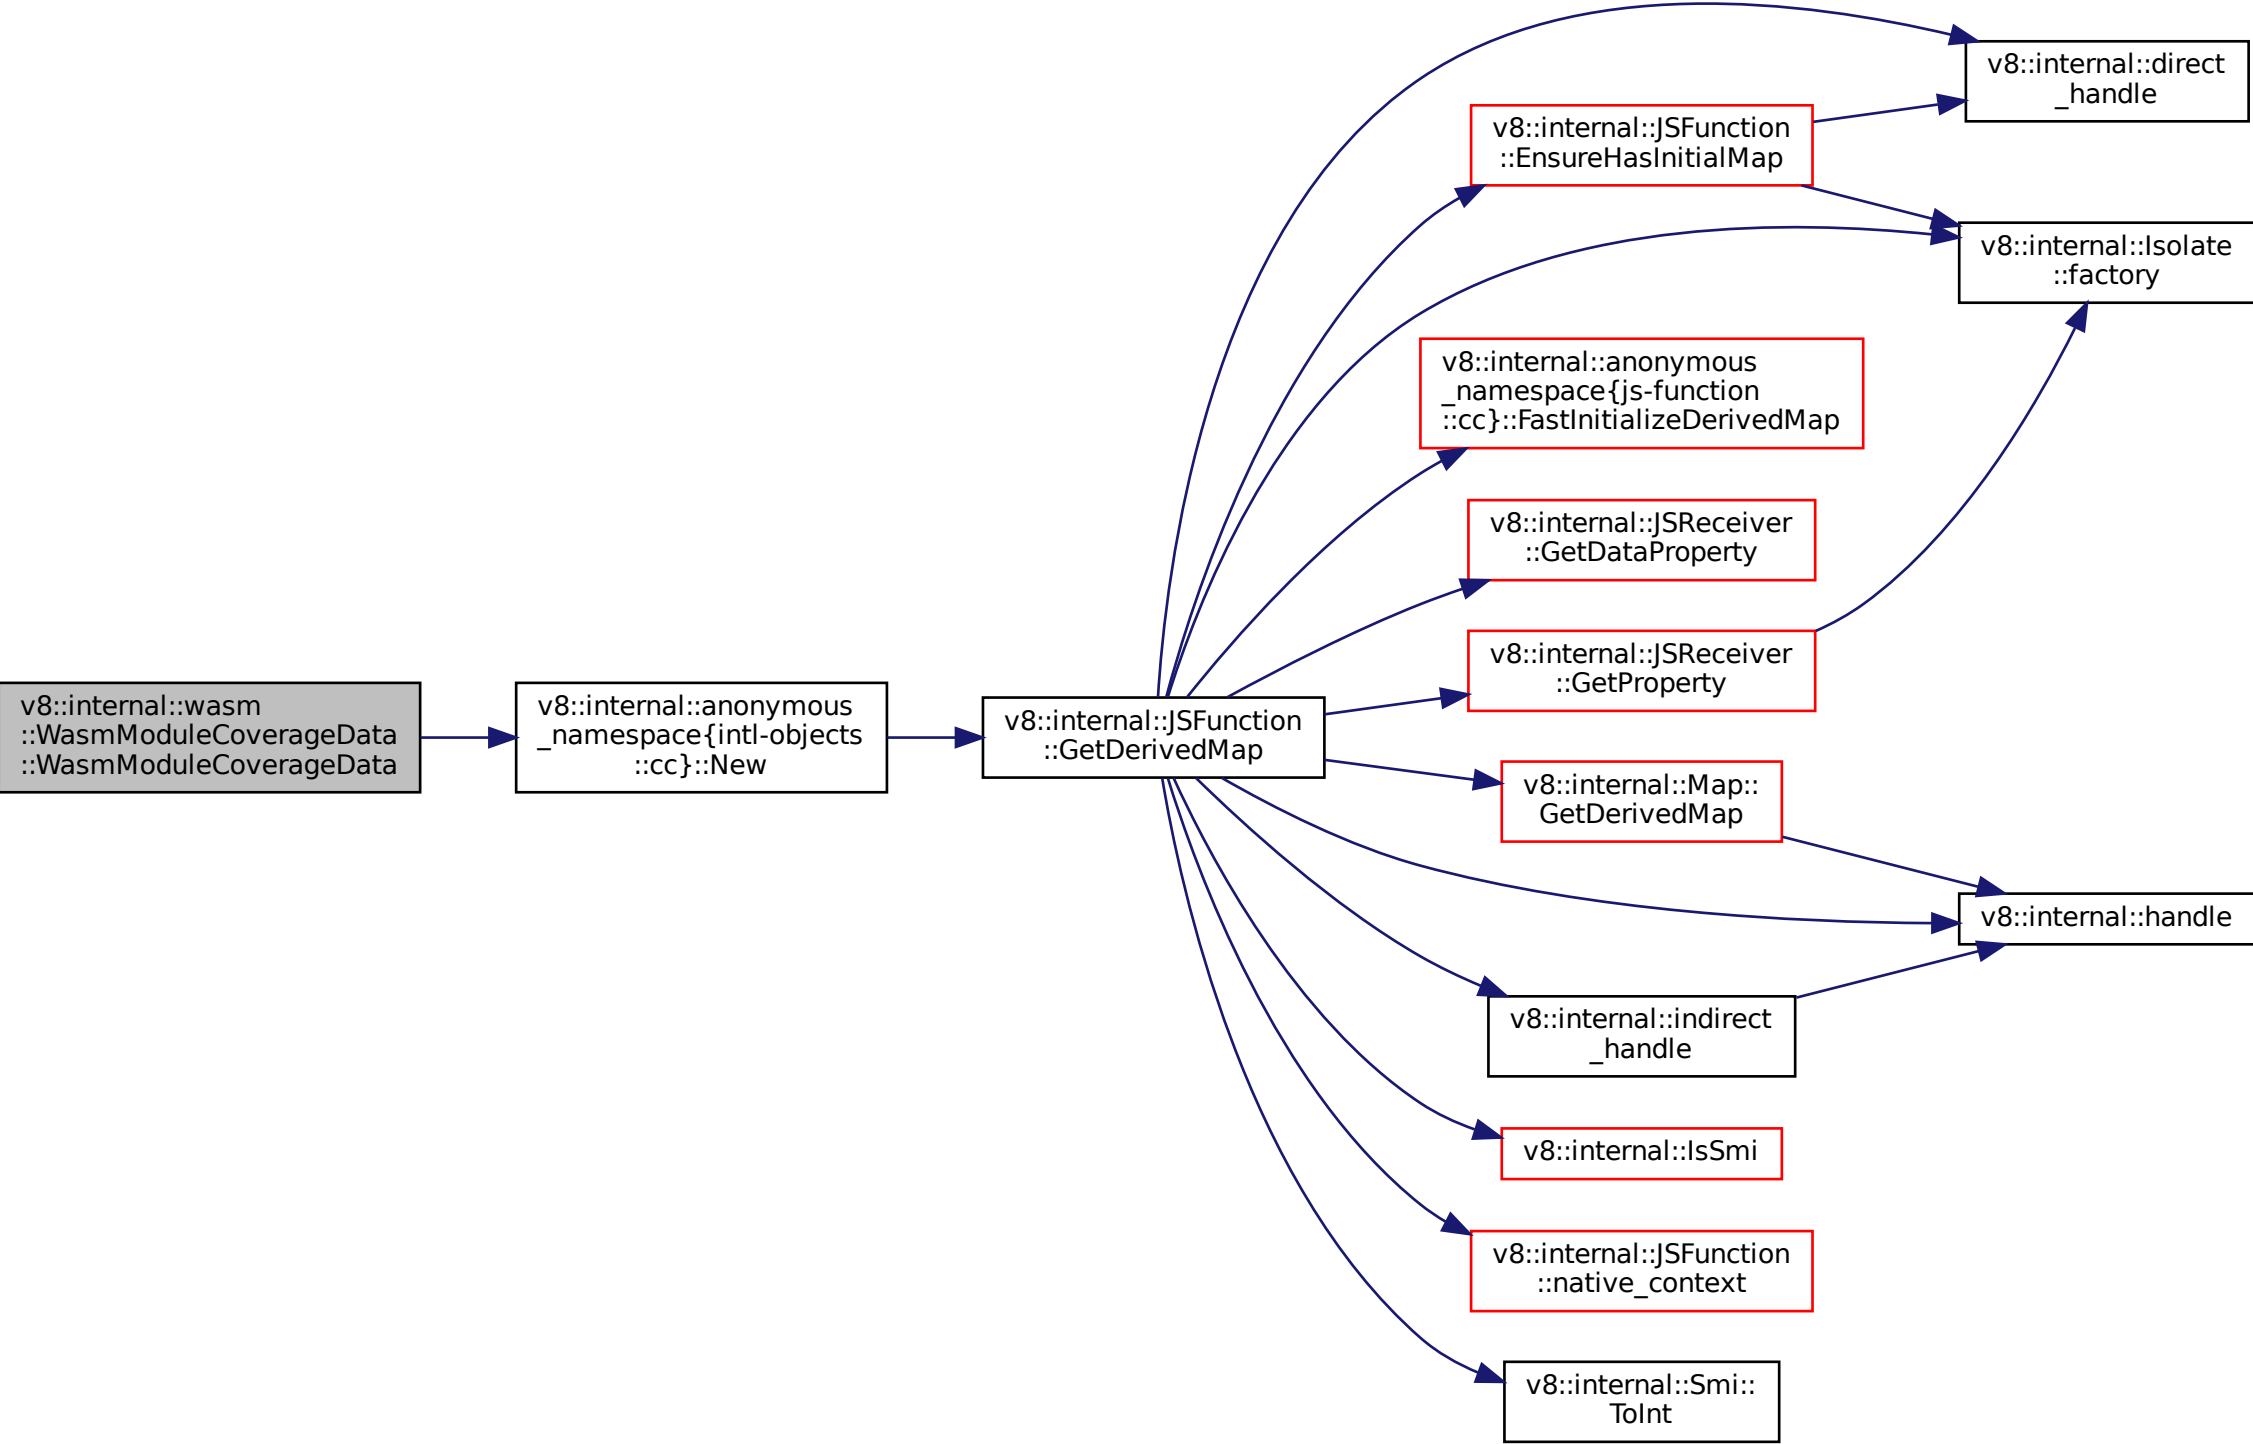 v8::internal::wasm
::WasmModuleCoverageData
::WasmModuleCoverageData
v8::internal::anonymous
_namespace{intl-objects
::cc}::New
v8::internal::JSFunction
::GetDerivedMap
v8::internal::direct
_handle
v8::internal::JSFunction
::EnsureHasInitialMap
v8::internal::Isolate
::factory
v8::internal::anonymous
_namespace{js-function
::cc}::FastInitializeDerivedMap
v8::internal::JSReceiver
::GetDataProperty
v8::internal::JSReceiver
::GetProperty
v8::internal::Map::
GetDerivedMap
v8::internal::handle
v8::internal::indirect
_handle
v8::internal::IsSmi
v8::internal::JSFunction
::native_context
v8::internal::Smi::
ToInt